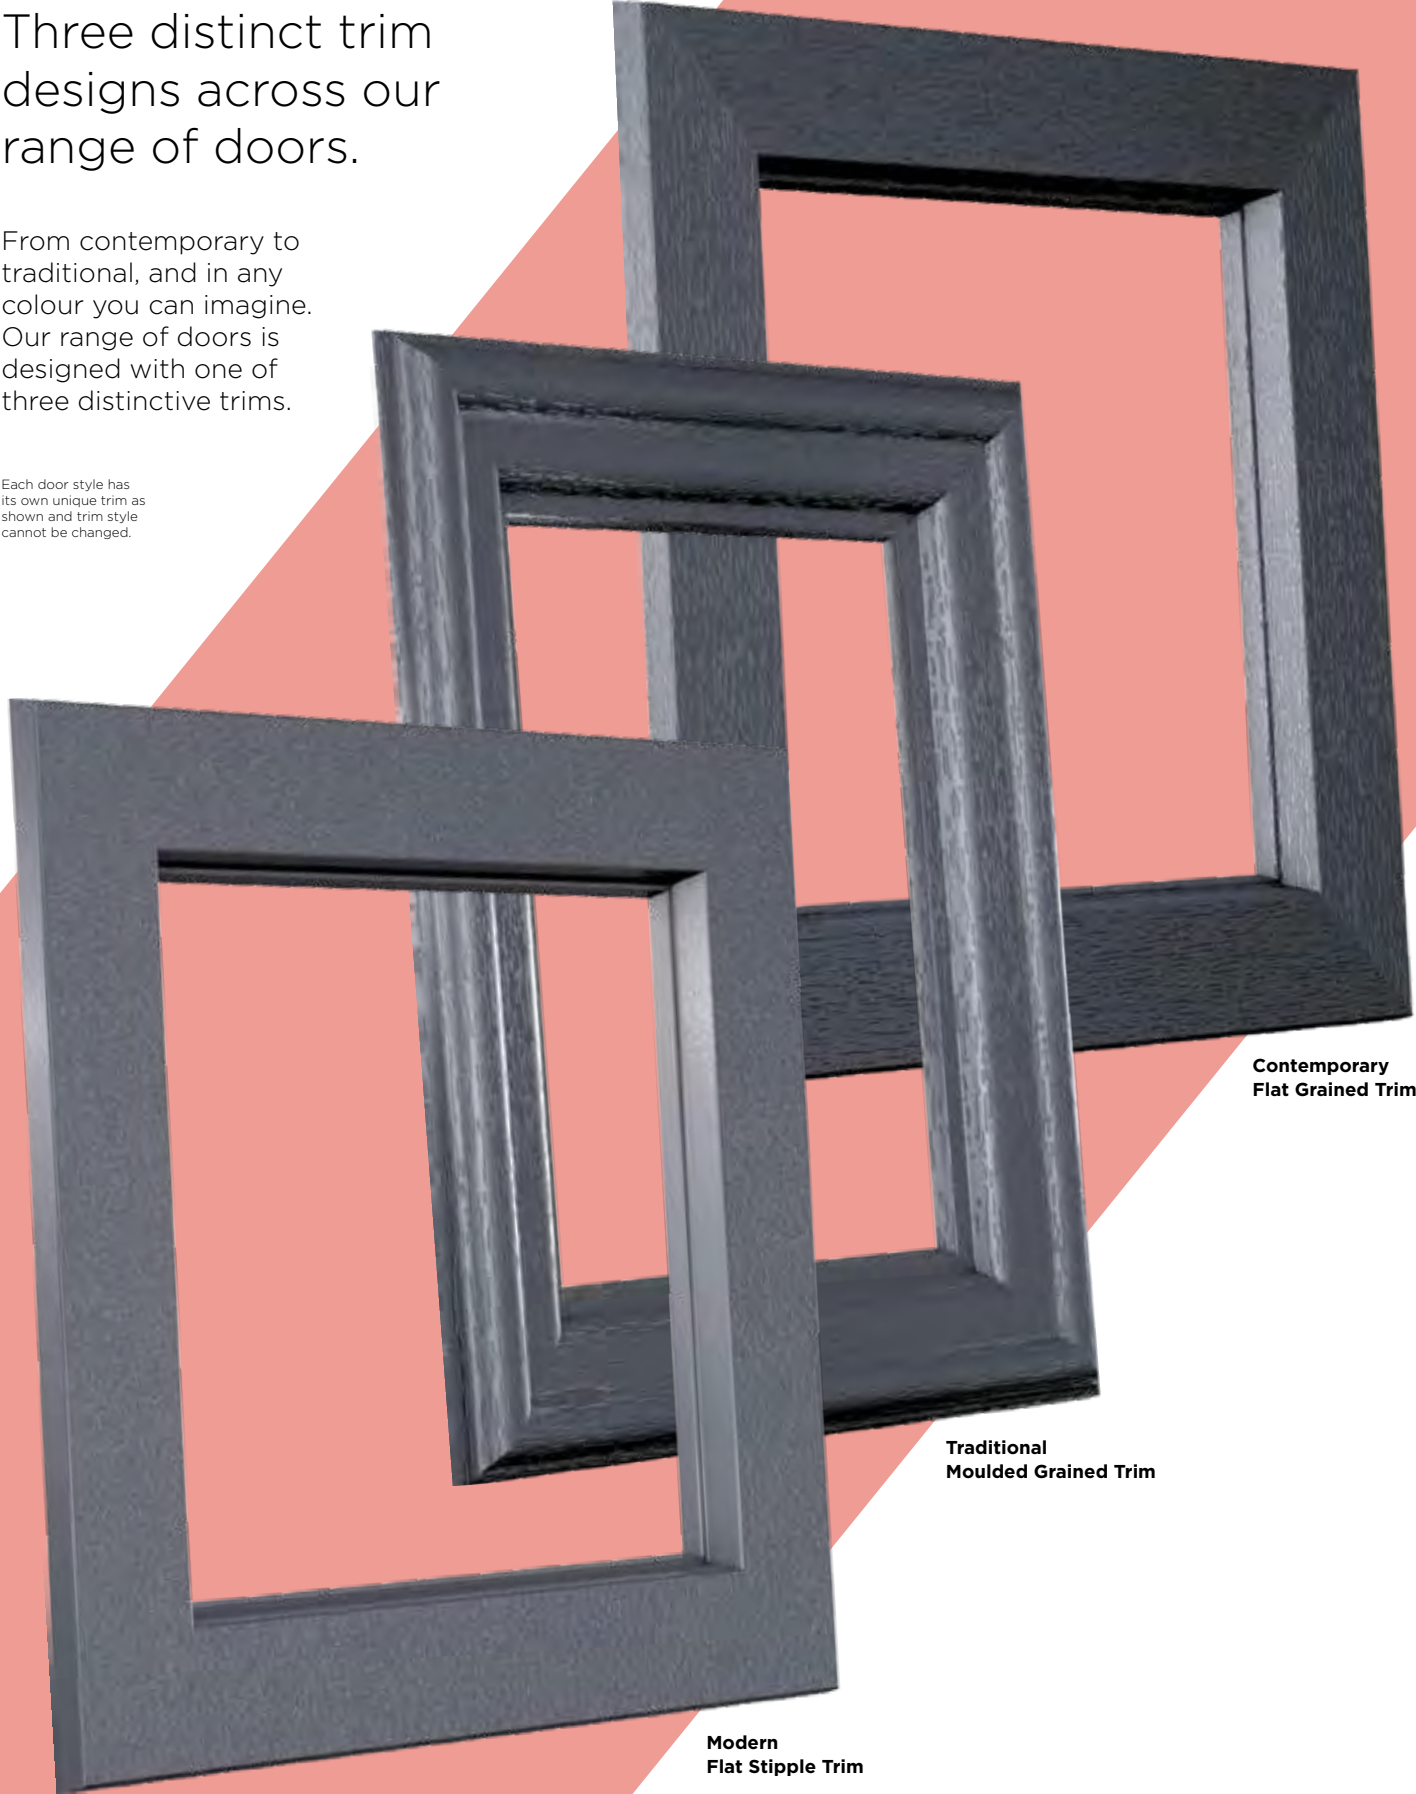 Three distinct trim
designs across our
range of doors.
From contemporary to
traditional, and in any
colour you can imagine.
Our range of doors is
designed with one of
three distinctive trims.
Each door style has
its own unique trim as
shown and trim style
cannot be changed.
Contemporary
Flat Grained Trim
Traditional
Moulded Grained Trim
Modern
Flat Stipple Trim